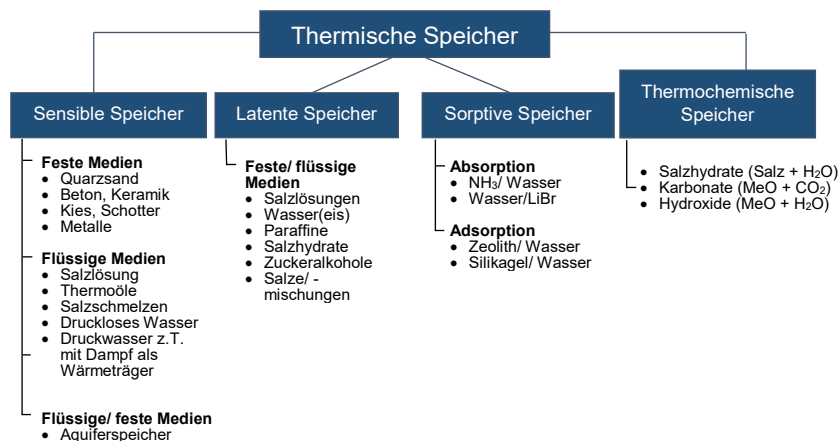 Thermische Speicher
Sensible Speicher
Feste Medien
• Quarzsand
• Beton, Keramik
• Kies, Schotter
• Metalle
Flüssige Medien
• Salzlösung
• Thermoöle
• Salzschmelzen
• Druckloses Wasser
• Druckwasser z.T.
mit Dampf als
Wärmeträger
Flüssige/ feste Medien
• Aquiferspeicher
Latente Speicher
Feste/ flüssige
Medien
• Salzlösungen
• Wasser(eis)
• Paraffine
• Salzhydrate
• Zuckeralkohole
• Salze/ -
mischungen
Sorptive Speicher
Absorption
• NH₃/ Wasser
• Wasser/LiBr
Adsorption
• Zeolith/ Wasser
• Silikagel/ Wasser
Thermochemische
Speicher
• Salzhydrate (Salz + H₂O)
• Karbonate (MeO + CO₂)
• Hydroxide (MeO + H₂O)